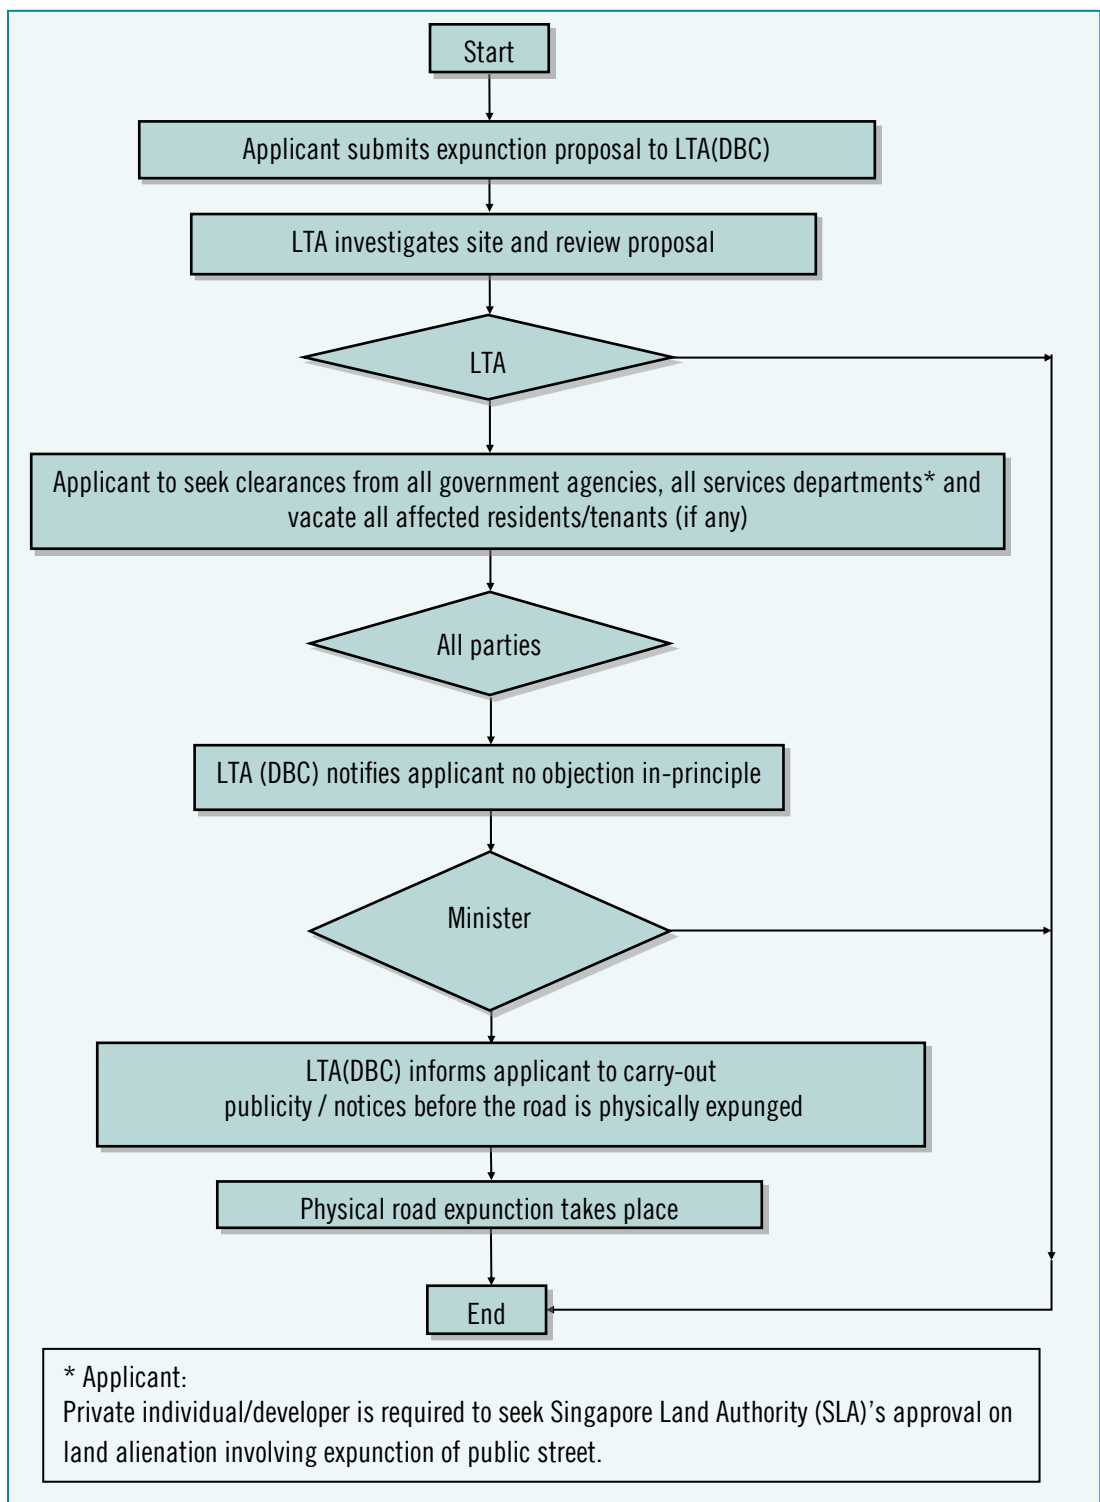 Start
Applicant submits expunction proposal to LTA(DBC)
LTA investigates site and review proposal
LTA
Applicant to seek clearances from all government agencies, all services departments* and
vacate all affected residents/tenants (if any)
All parties
LTA (DBC) notifies applicant no objection in-principle
Minister
LTA(DBC) informs applicant to carry-out
publicity / notices before the road is physically expunged
Physical road expunction takes place
End
* Applicant:
Private individual/developer is required to seek Singapore Land Authority (SLA)’s approval on
land alienation involving expunction of public street.